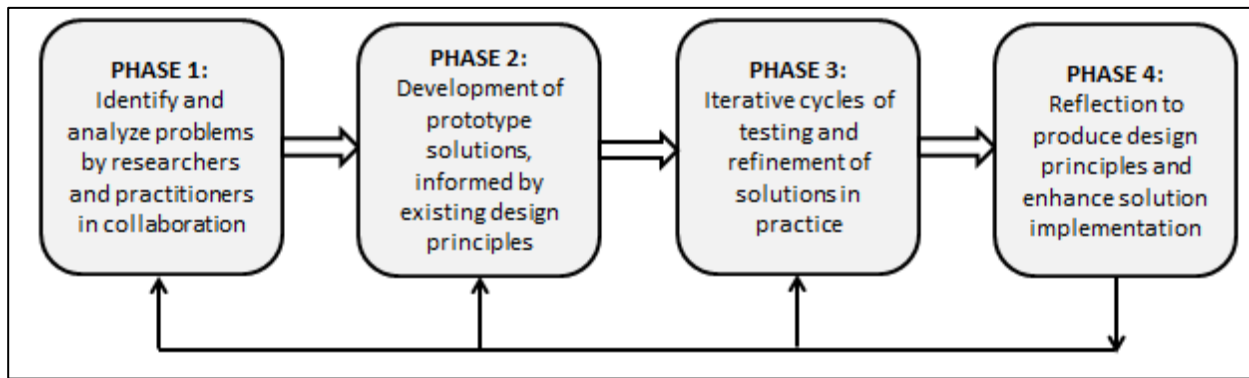 PHASE 1:
Identify and
analyze problems
by researchers
and practitioners
in collaboration
PHASE 2:
Development of
prototype
solutions,
informed by
existing design
principles
PHASE 3:
Iterative cycles of
testing and
refinement of
solutions in
practice
PHASE 4:
Reflection to
produce design
principles and
enhance solution
implementation